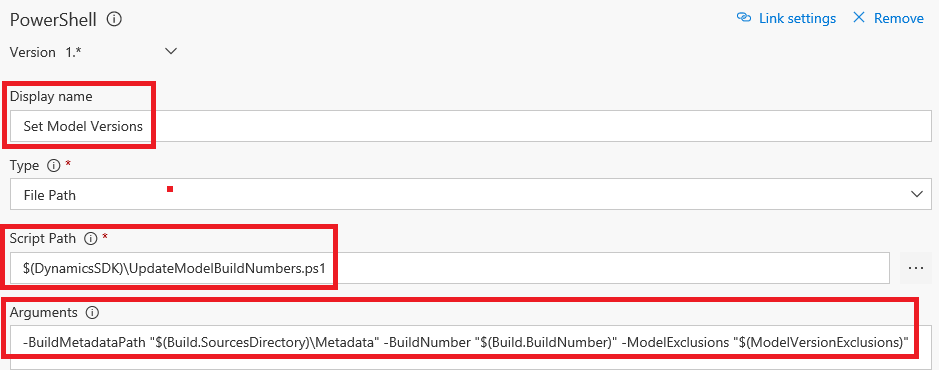 PowerShell
Link settings
Remove
Version 1.*
Display name
Set Model Versions
Type *
File Path
Script Path *
$(DynamicsSDK)\UpdateModelBuildNumbers.ps1
...
Arguments
-BuildMetadataPath "$(Build.SourcesDirectory)\Metadata" -BuildNumber "$(Build.BuildNumber)" -ModelExclusions "$(ModelVersionExclusions)"